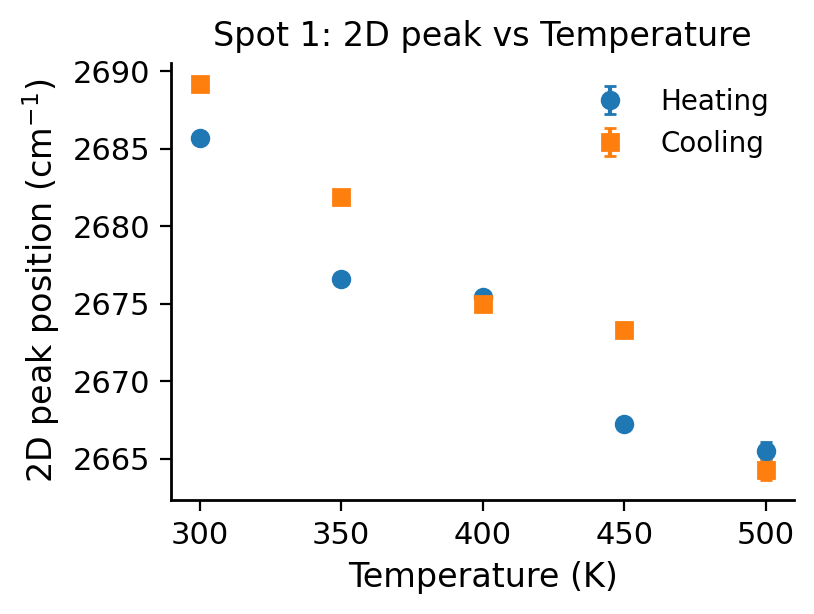 Spot 1: 2D peak vs Temperature
2D peak position (cm⁻¹)
2690
2685
2680
2675
2670
2665
Heating
Cooling
300 350 400 450 500
Temperature (K)